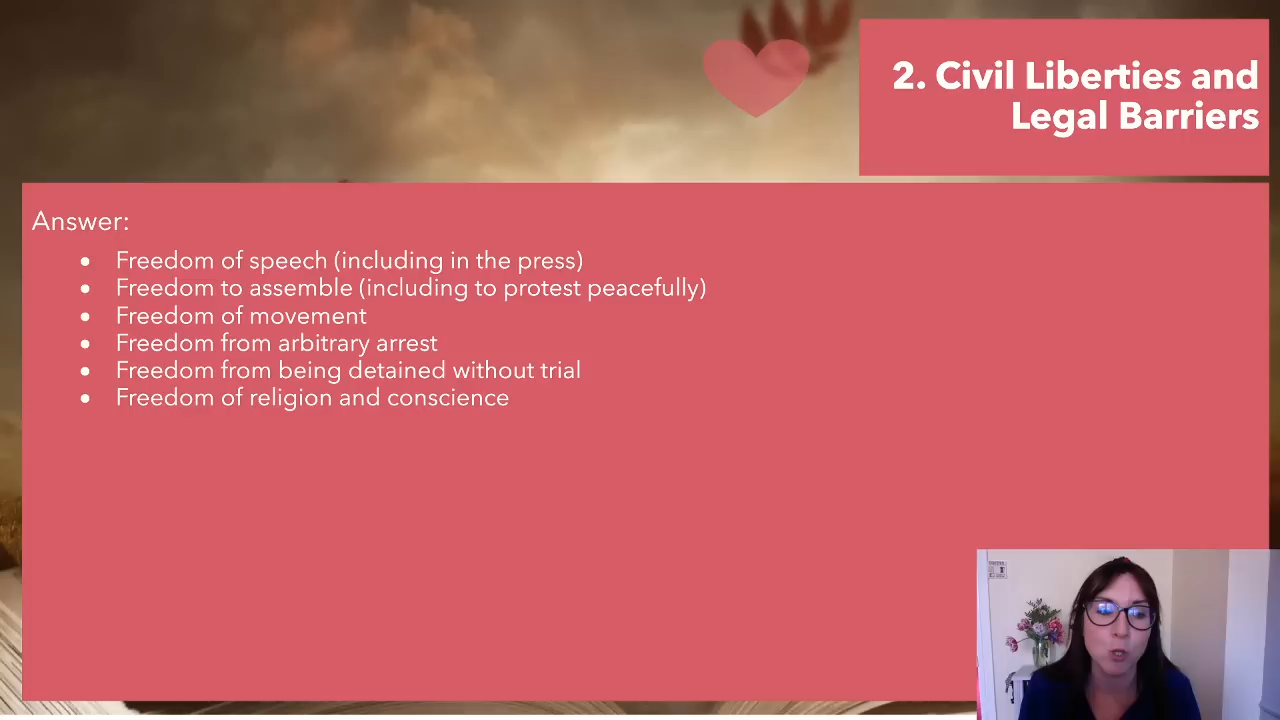 2. Civil Liberties and
Legal Barriers
Answer:
• Freedom of speech (including in the press)
• Freedom to assemble (including to protest peacefully)
• Freedom of movement
• Freedom from arbitrary arrest
• Freedom from being detained without trial
• Freedom of religion and conscience